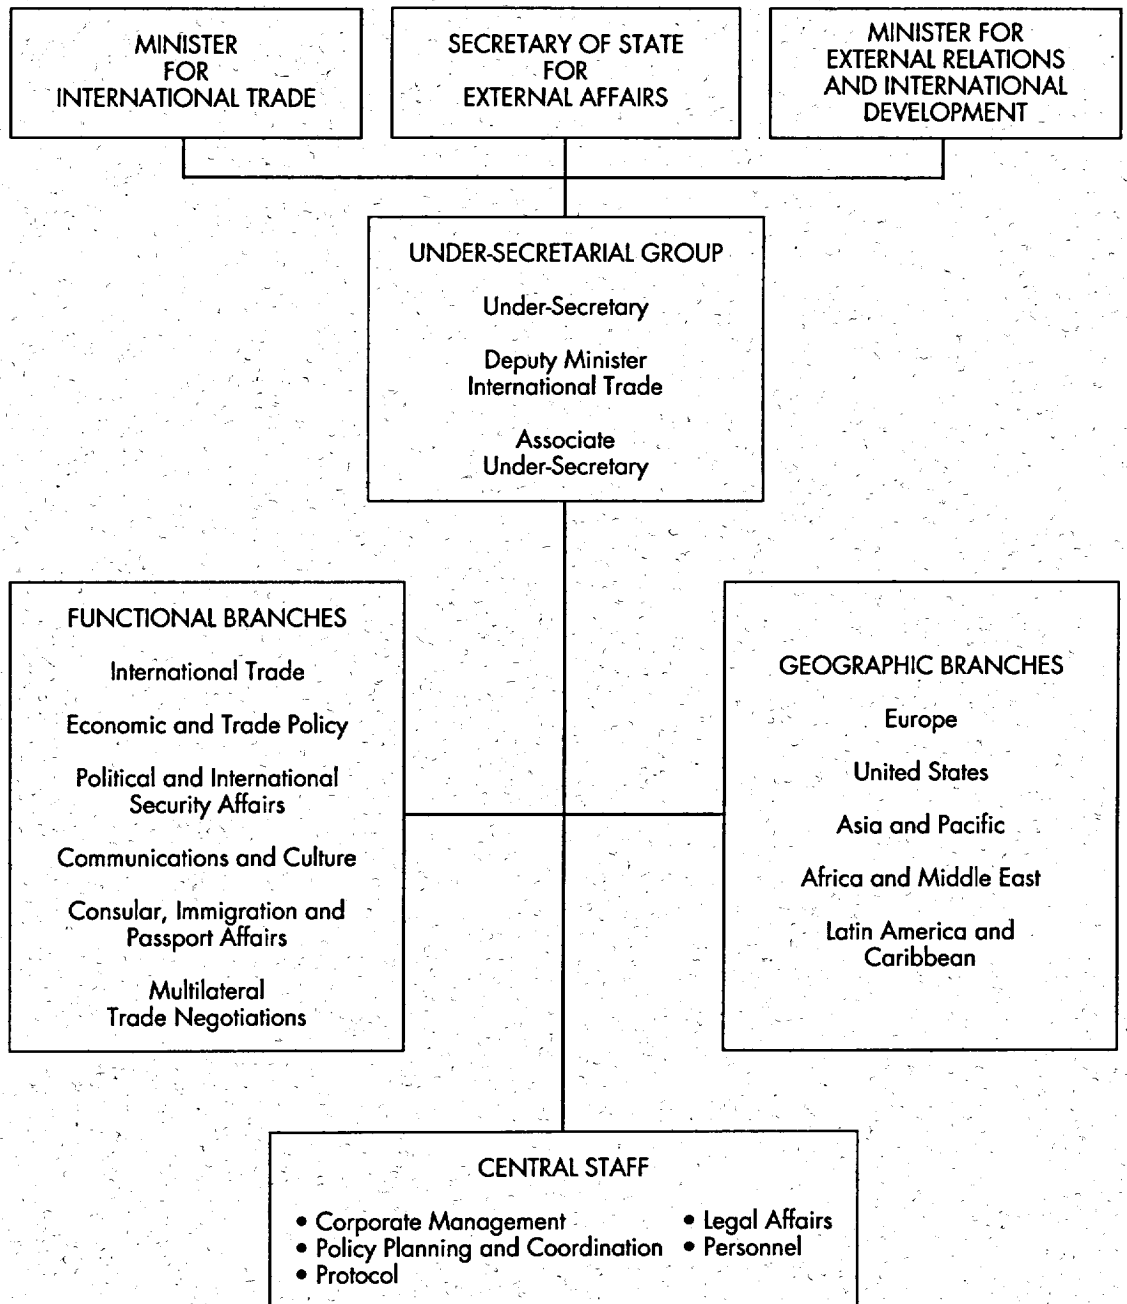 MINISTER
FOR
INTERNATIONAL TRADE
SECRETARY OF STATE
FOR
EXTERNAL AFFAIRS
MINISTER FOR
EXTERNAL RELATIONS
AND INTERNATIONAL
DEVELOPMENT
UNDER-SECRETARIAL GROUP
Under-Secretary
Deputy Minister
International Trade
Associate
Under-Secretary
FUNCTIONAL BRANCHES
International Trade
Economic and Trade Policy
Political and International
Security Affairs
Communications and Culture
Consular, Immigration and
Passport Affairs
Multilateral
Trade Negotiations
GEOGRAPHIC BRANCHES
Europe
United States
Asia and Pacific
Africa and Middle East
Latin America and
Caribbean
CENTRAL STAFF
• Corporate Management
• Policy Planning and Coordination
• Protocol
• Legal Affairs
• Personnel